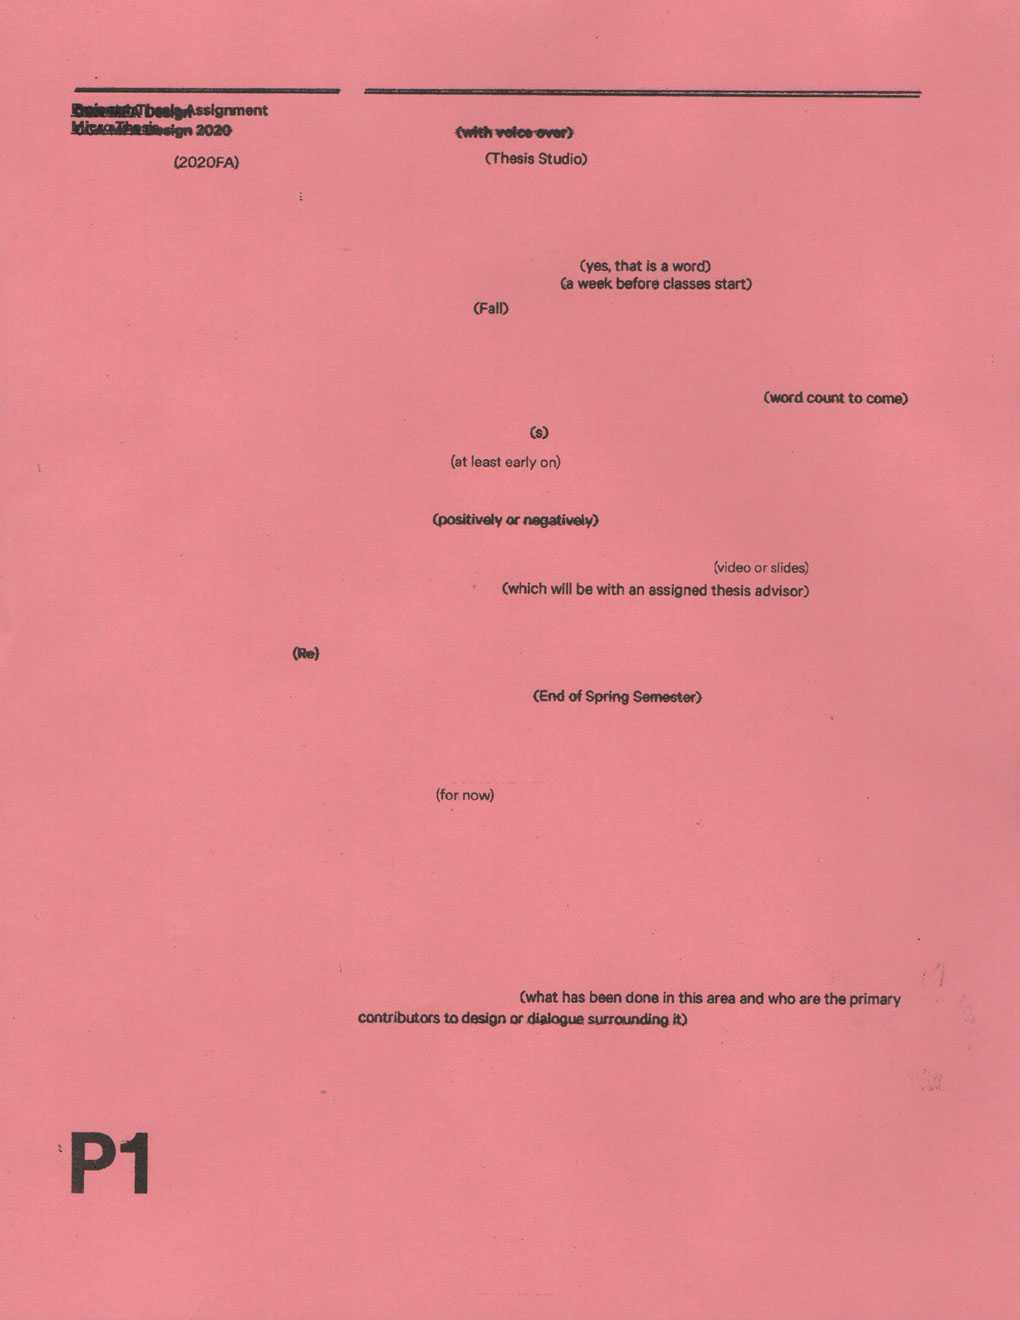 Thesis Assignment
Design 2020
(with voice over)
(2020FA)
(Thesis Studio)
(yes, that is a word)
(a week before classes start)
(Fall)
(word count to come)
(s)
(at least early on)
(positively or negatively)
(video or slides)
(which will be with an assigned thesis advisor)
(Re)
(End of Spring Semester)
(for now)
(what has been done in this area and who are the primary
contributors to design or dialogue surrounding it)
P1